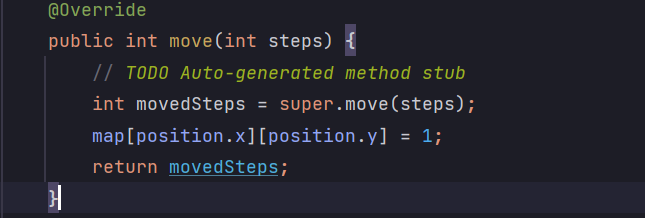 @Override
public int move(int steps) {
// TODO Auto-generated method stub
int movedSteps = super.move(steps);
map[position.x][position.y] = 1;
return movedSteps;
}